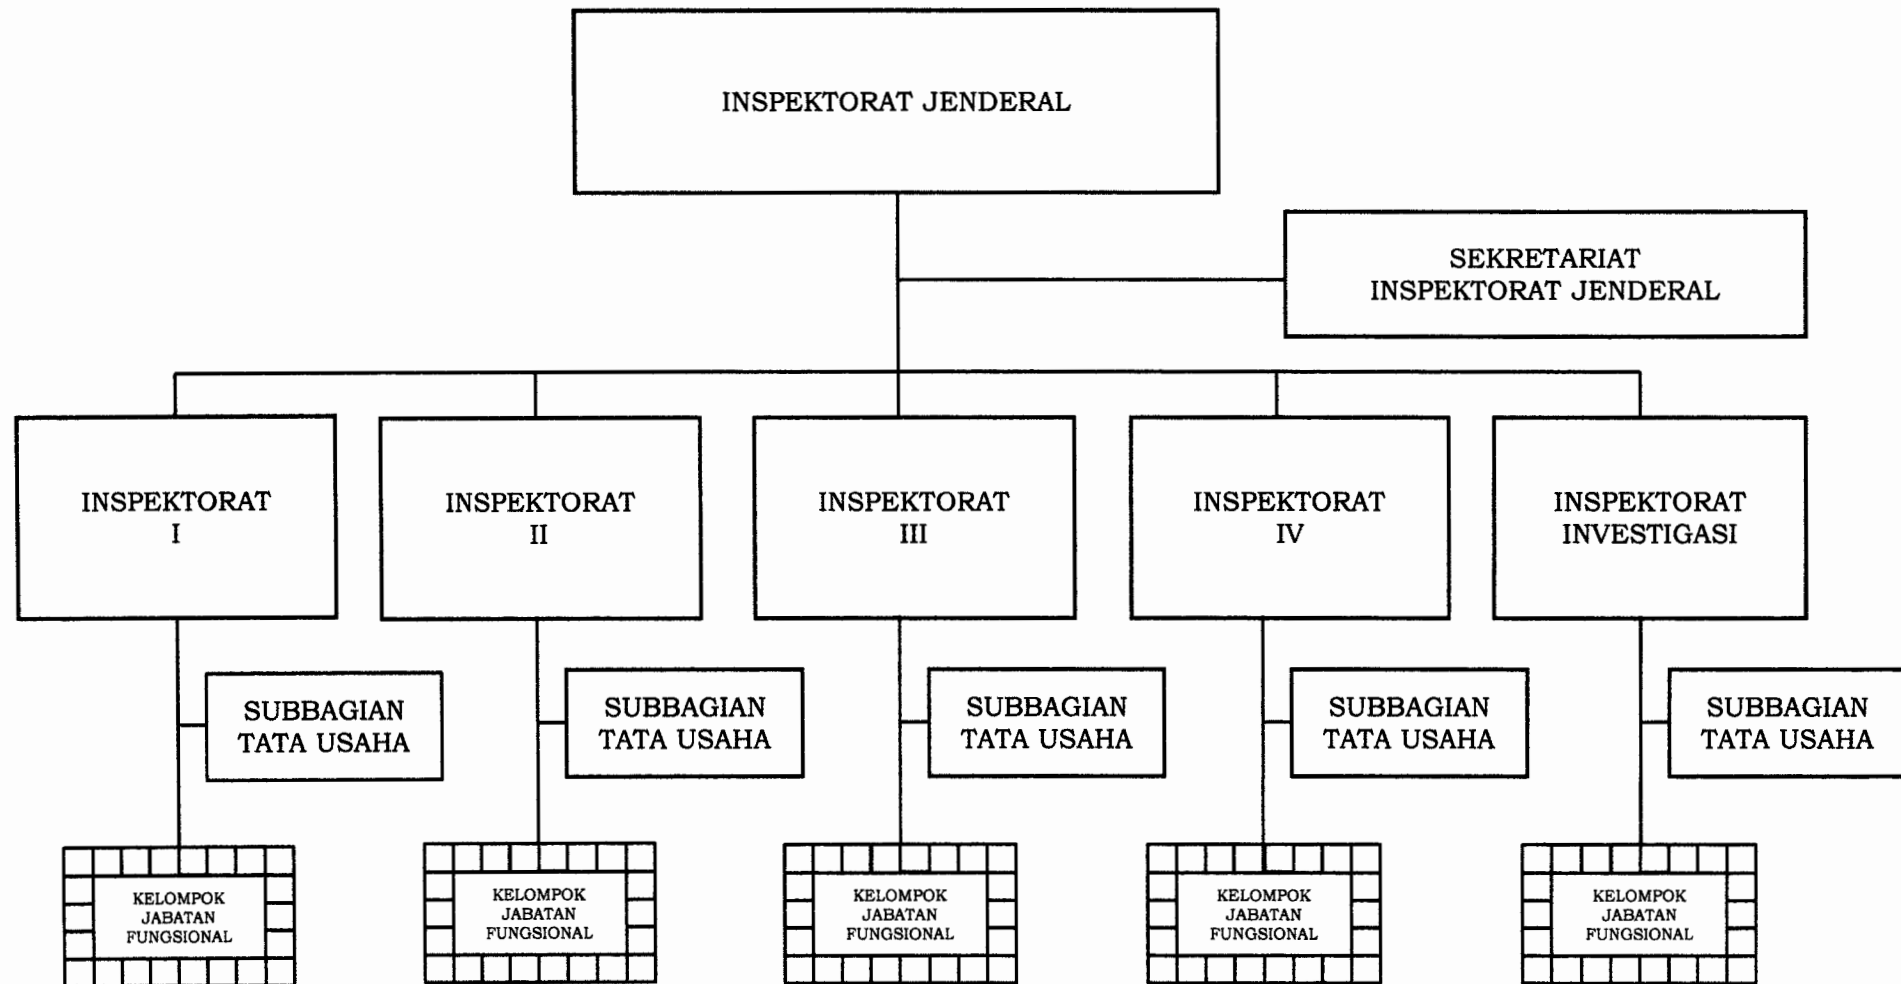 INSPEKTORAT JENDERAL
SEKRETARIAT
INSPEKTORAT JENDERAL
INSPEKTORAT
I
INSPEKTORAT
II
INSPEKTORAT
III
INSPEKTORAT
IV
INSPEKTORAT
INVESTIGASI
SUBBAGIAN
TATA USAHA
SUBBAGIAN
TATA USAHA
SUBBAGIAN
TATA USAHA
SUBBAGIAN
TATA USAHA
SUBBAGIAN
TATA USAHA
KELOMPOK
JABATAN
FUNGSIONAL
KELOMPOK
JABATAN
FUNGSIONAL
KELOMPOK
JABATAN
FUNGSIONAL
KELOMPOK
JABATAN
FUNGSIONAL
KELOMPOK
JABATAN
FUNGSIONAL